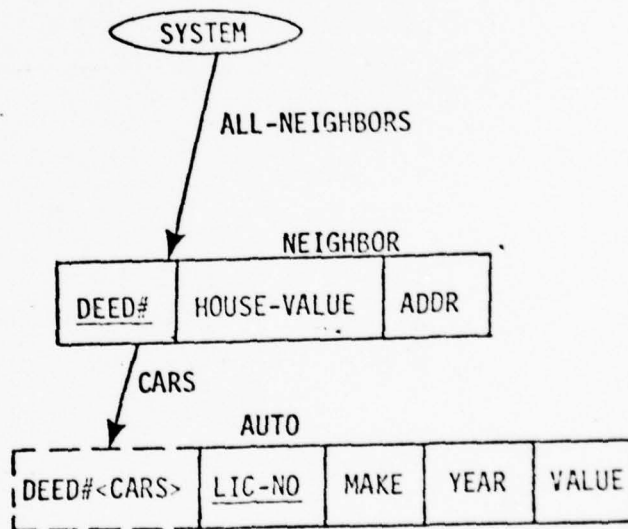 SYSTEM
ALL-NEIGHBORS
NEIGHBOR
DEED# HOUSE-VALUE ADDR
CARS
AUTO
DEED#<CARS> LIC-NO MAKE YEAR VALUE